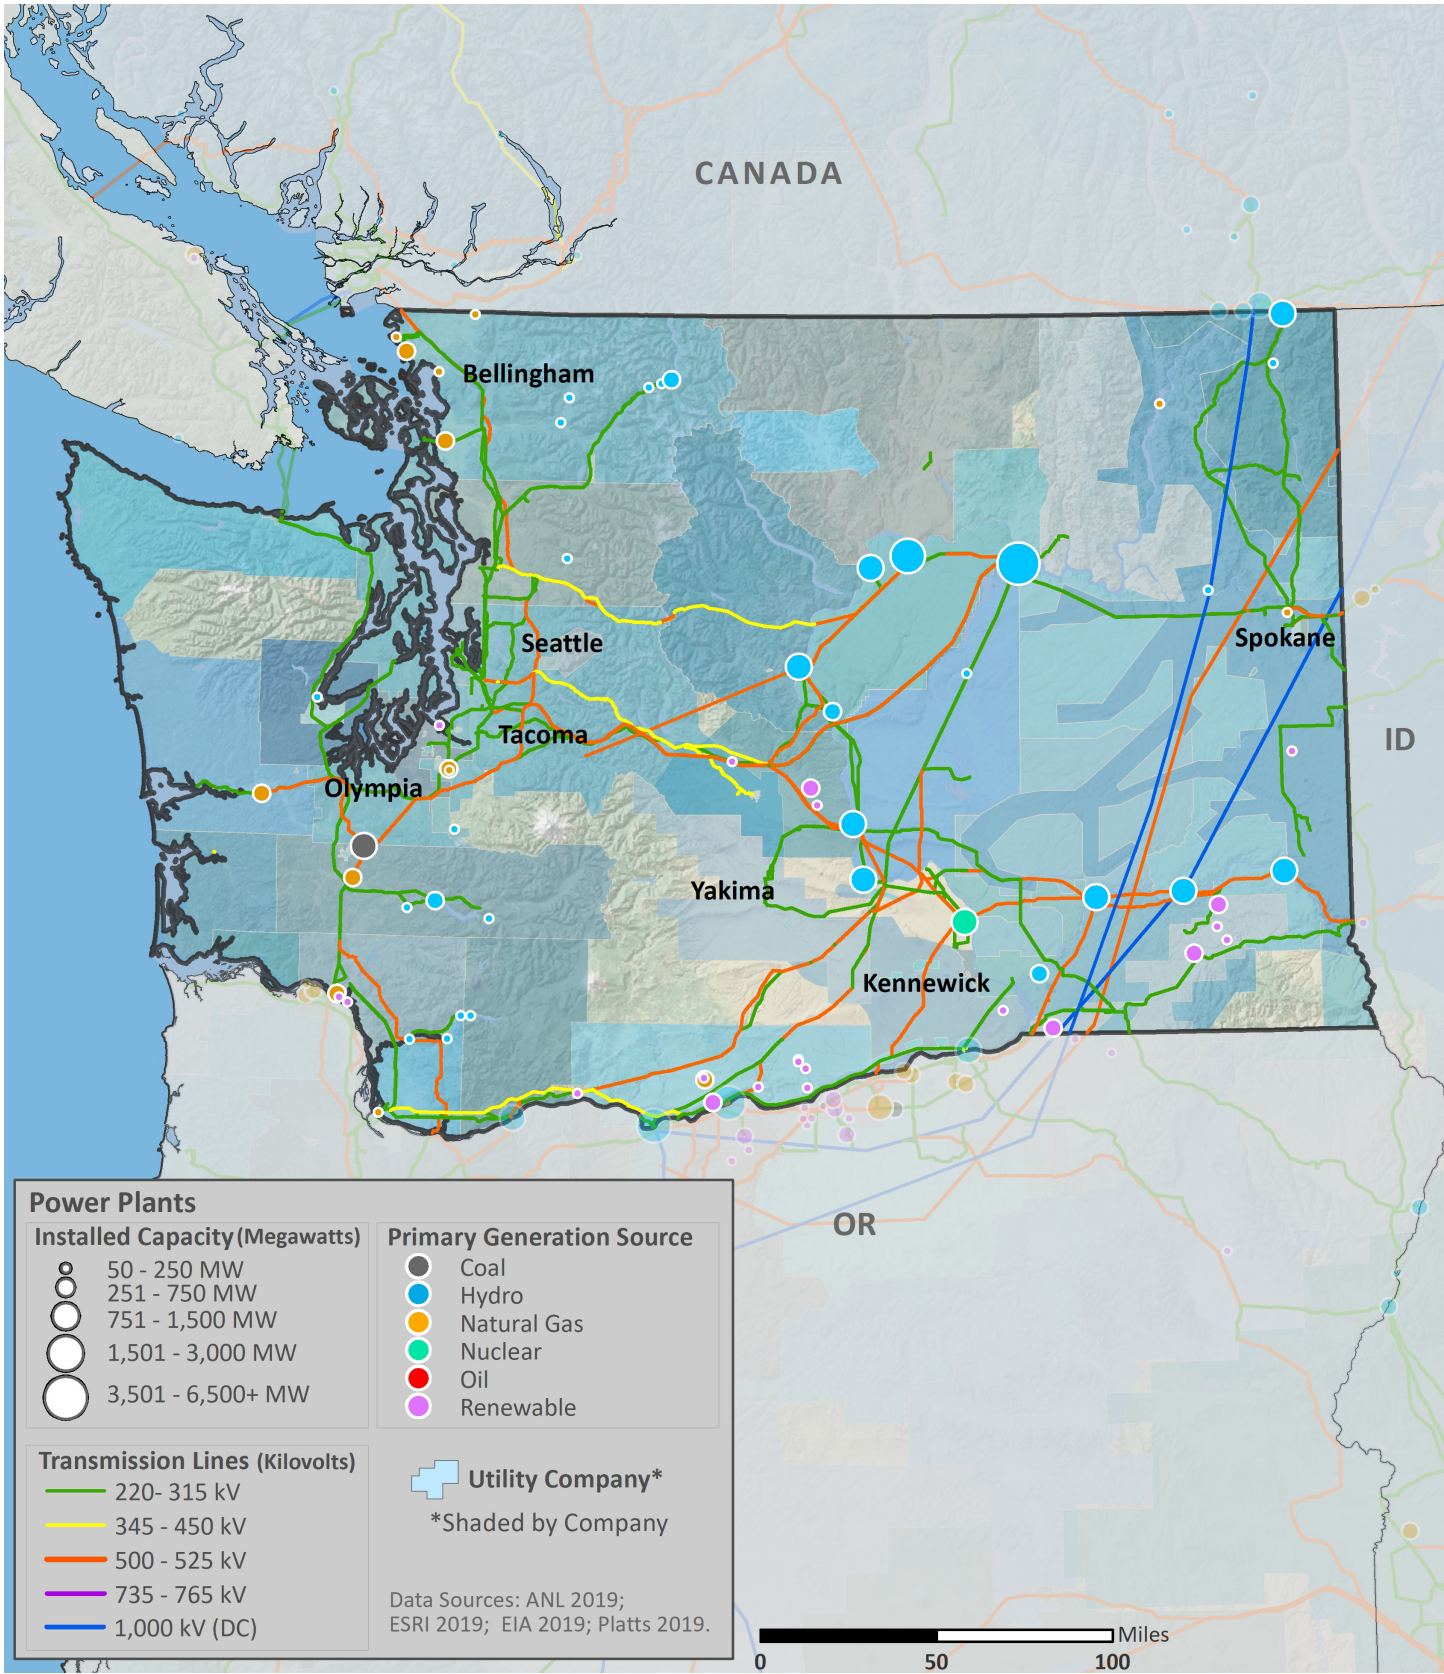 CANADA
Bellingham
Seattle
Spokane
Tacoma
ID
Olympia
Yakima
Kennewick
OR
Power Plants
Installed Capacity (Megawatts)
50 - 250 MW
251 - 750 MW
751 - 1,500 MW
1,501 - 3,000 MW
3,501 - 6,500+ MW
Primary Generation Source
Coal
Hydro
Natural Gas
Nuclear
Oil
Renewable
Transmission Lines (Kilovolts)
220- 315 kV
345 - 450 kV
500 - 525 kV
735 - 765 kV
1,000 kV (DC)
Utility Company*
*Shaded by Company
Data Sources: ANL 2019;
ESRI 2019; EIA 2019; Platts 2019.
Miles
0 50 100